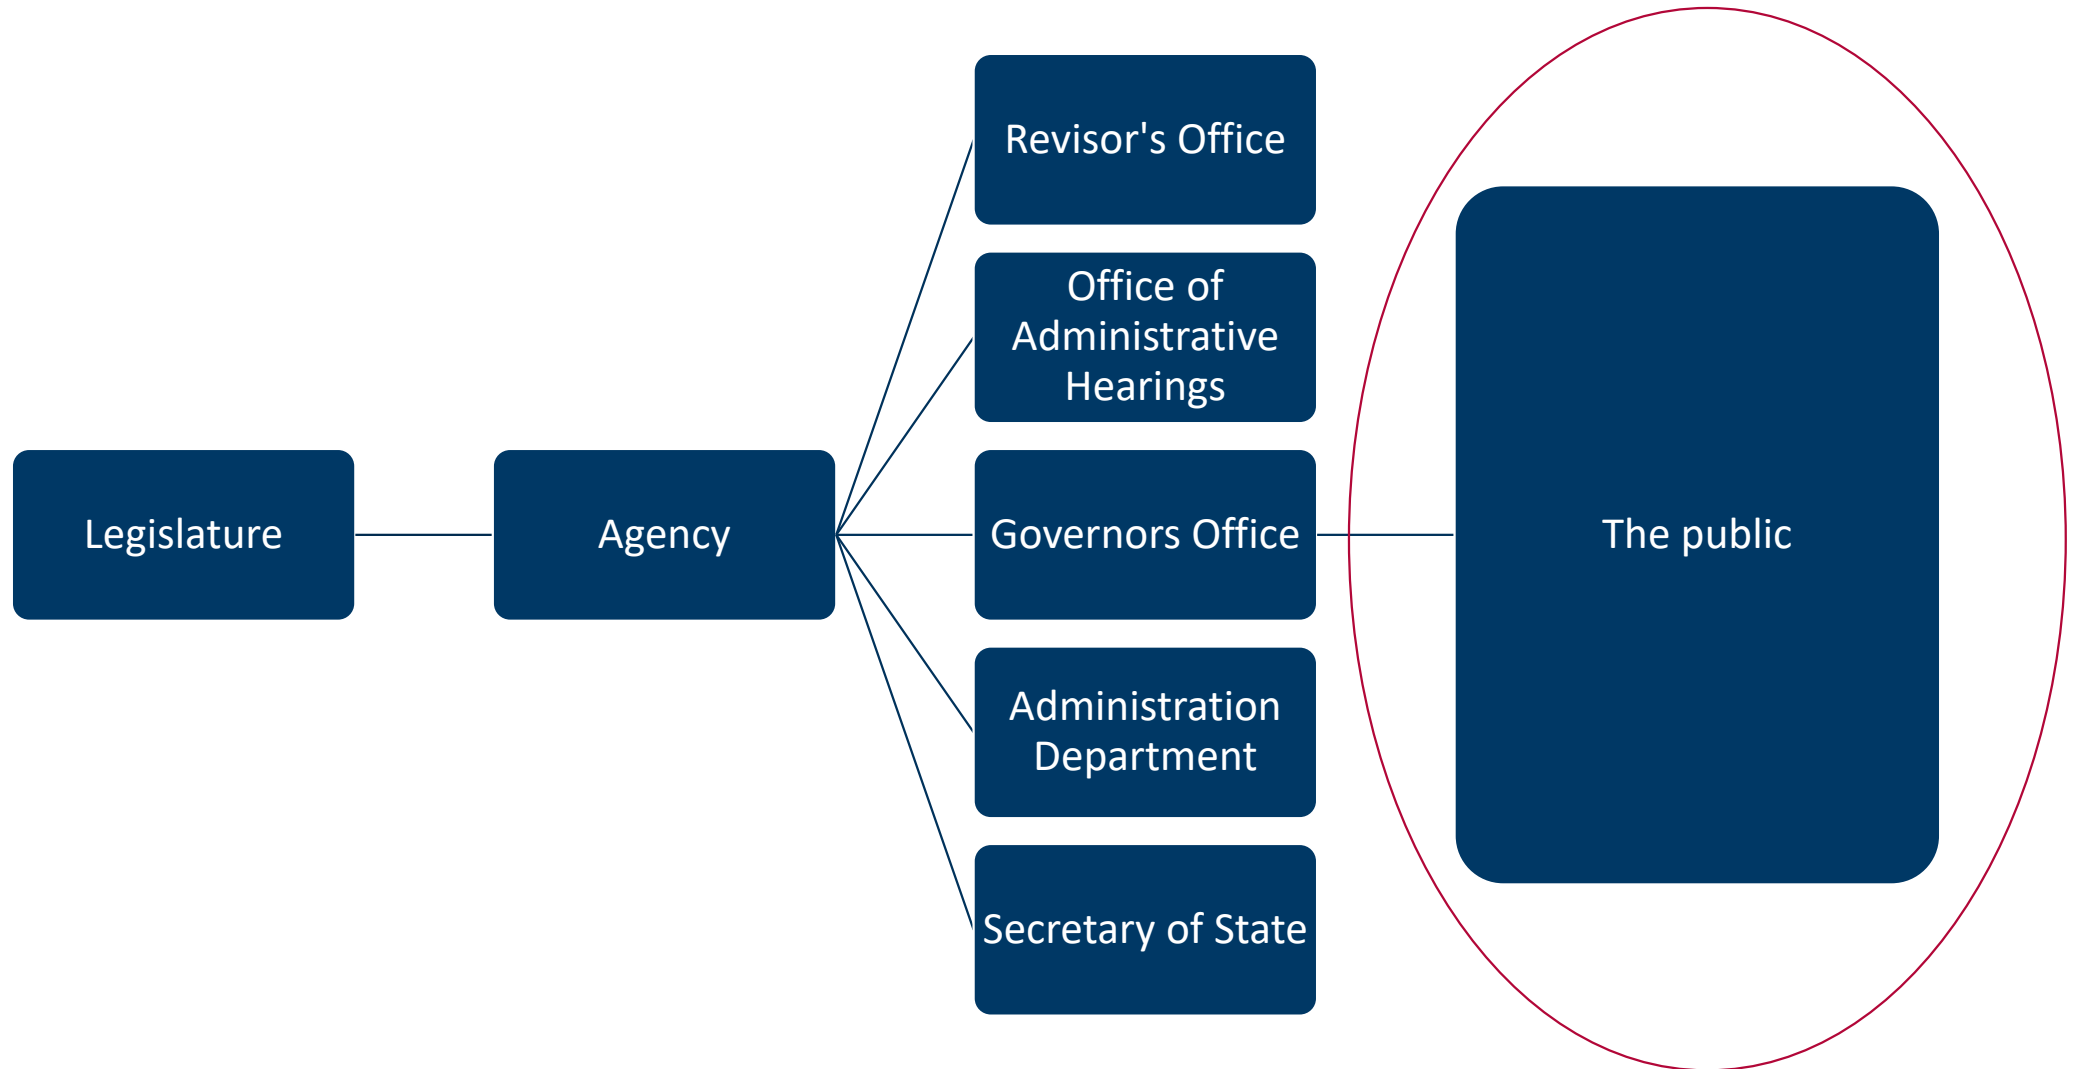 Legislature
Agency
Revisor's Office
Office of
Administrative
Hearings
Governors Office
Administration
Department
Secretary of State
The public